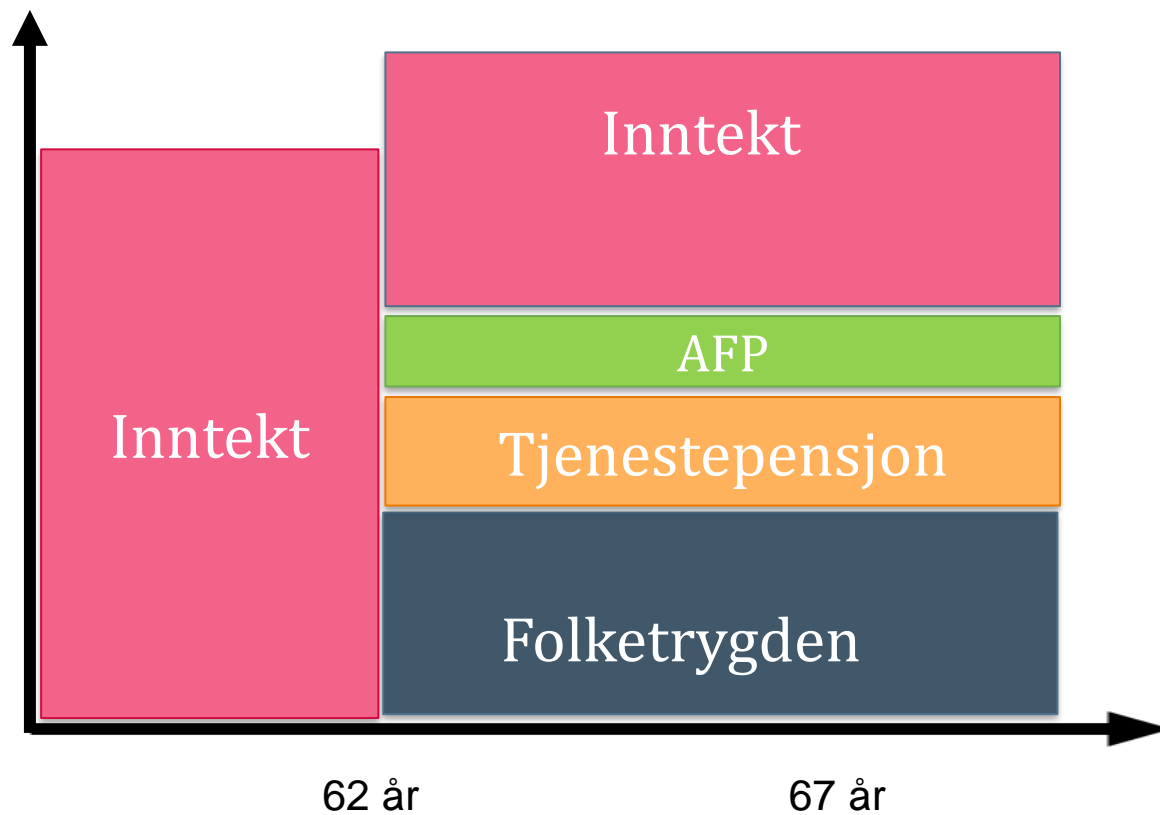 Inntekt
AFP
Inntekt
Tjenestepensjon
Folketrygden
62 år
67 år